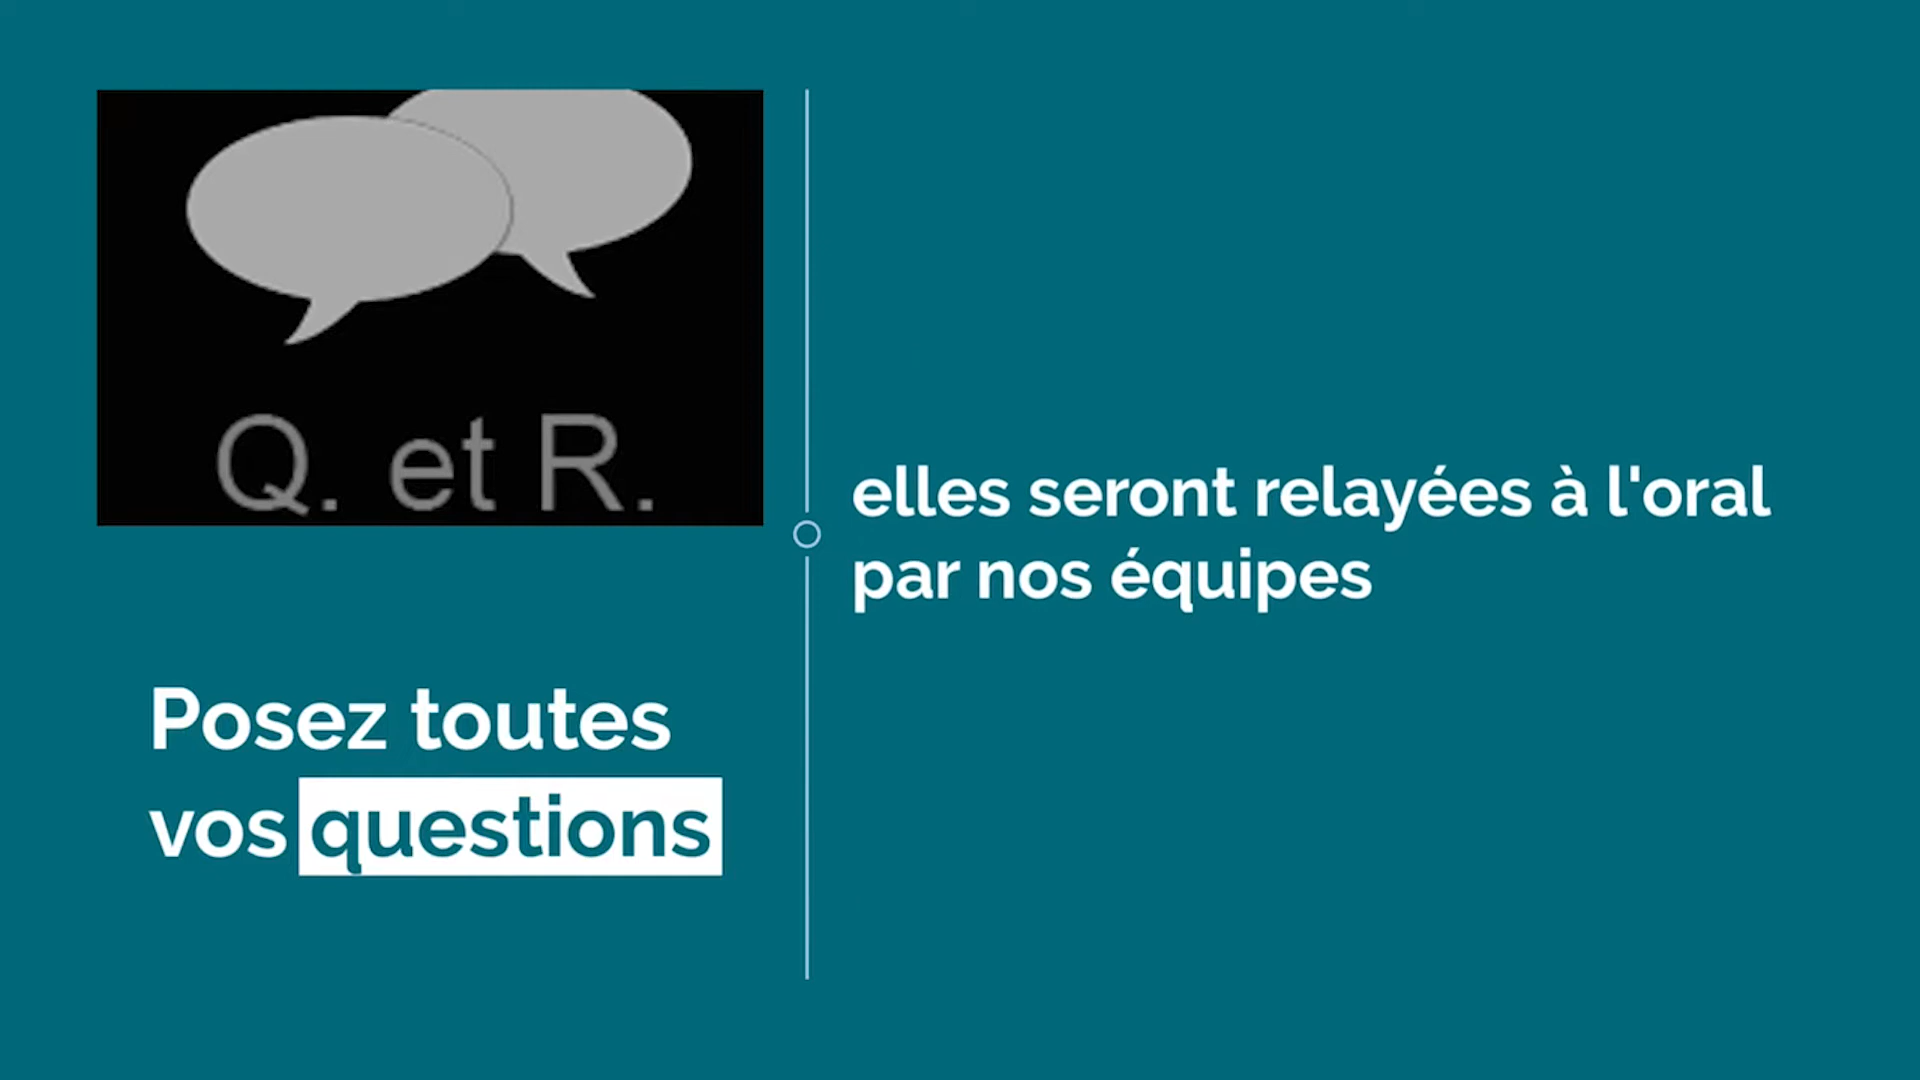 Q. et R.
Posez toutes
vos questions
elles seront relayées à l'oral
par nos équipes